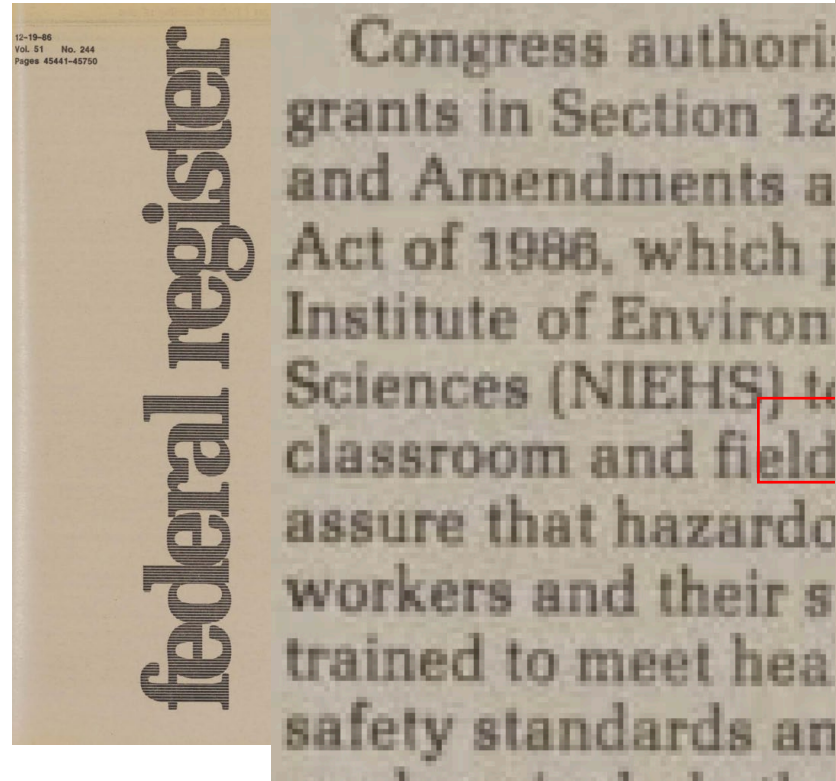 12-19-86
Vol. 51 No. 244
Pages 45441-45750
federal register
Congress authori
grants in Section 12
and Amendments a
Act of 1986, which p
Institute of Environ
Sciences (NIEHS) to
classroom and field
assure that hazardo
workers and their s
trained to meet hea
safety standards an